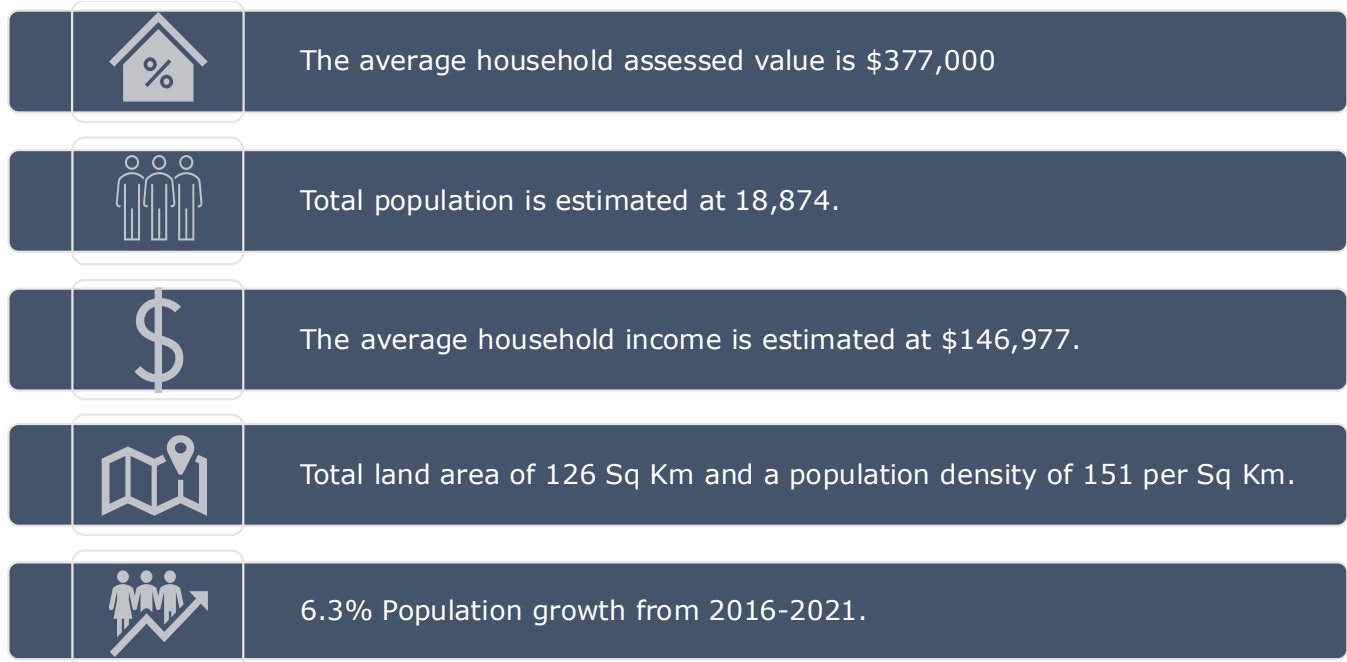 The average household assessed value is $377,000
Total population is estimated at 18,874.
The average household income is estimated at $146,977.
Total land area of 126 Sq Km and a population density of 151 per Sq Km.
6.3% Population growth from 2016-2021.